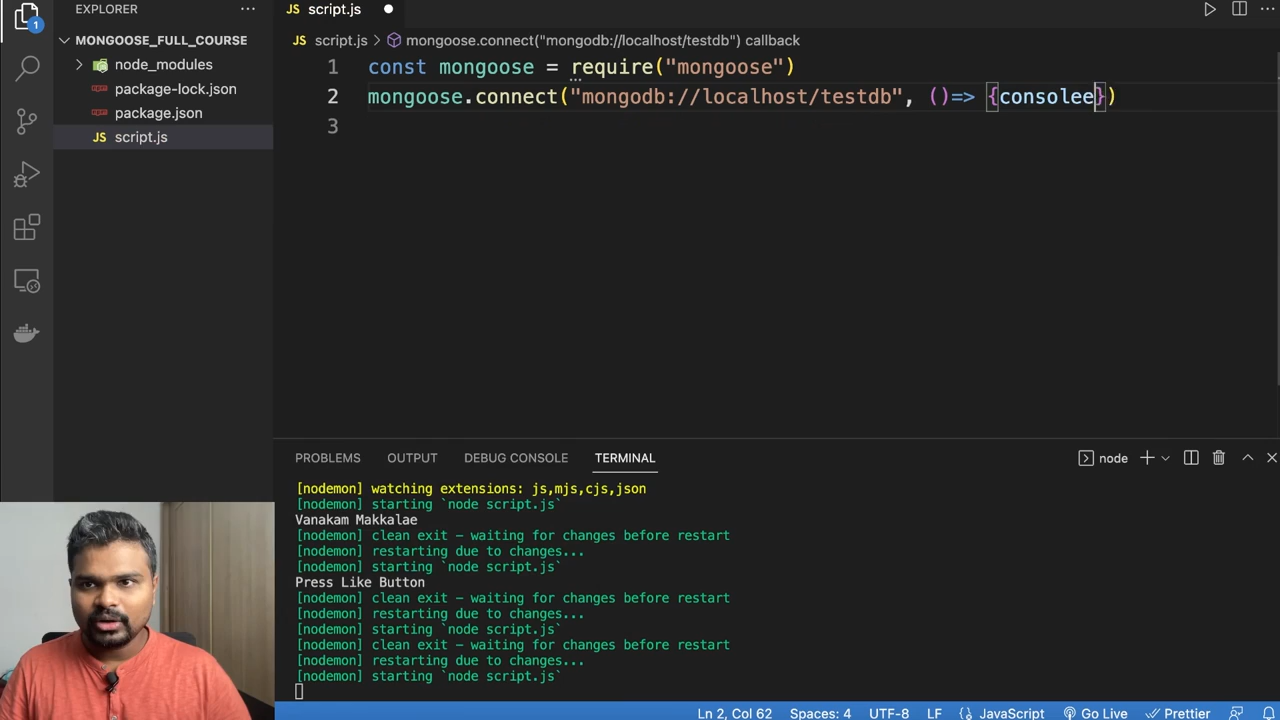 EXPLORER
···
JS script.js
1
MONGOOSE_FULL_COURSE
JS script.js > mongoose.connect("mongodb://localhost/testdb") callback
node_modules
package-lock.json
package.json
JS script.js
1 const mongoose = require("mongoose")
2 mongoose.connect("mongodb://localhost/testdb", ()=> {consolee})
3
PROBLEMS OUTPUT DEBUG CONSOLE TERMINAL
node
[nodemon] watching extensions: js,mjs,cjs,json
[nodemon] starting `node script.js`
Vanakam Makkalae
[nodemon] clean exit - waiting for changes before restart
[nodemon] restarting due to changes...
[nodemon] starting `node script.js`
Press Like Button
[nodemon] clean exit - waiting for changes before restart
[nodemon] restarting due to changes...
[nodemon] starting `node script.js`
[nodemon] clean exit - waiting for changes before restart
[nodemon] restarting due to changes...
[nodemon] starting `node script.js`
Ln 2, Col 62 Spaces: 4 UTF-8 LF {} JavaScript Go Live Prettier